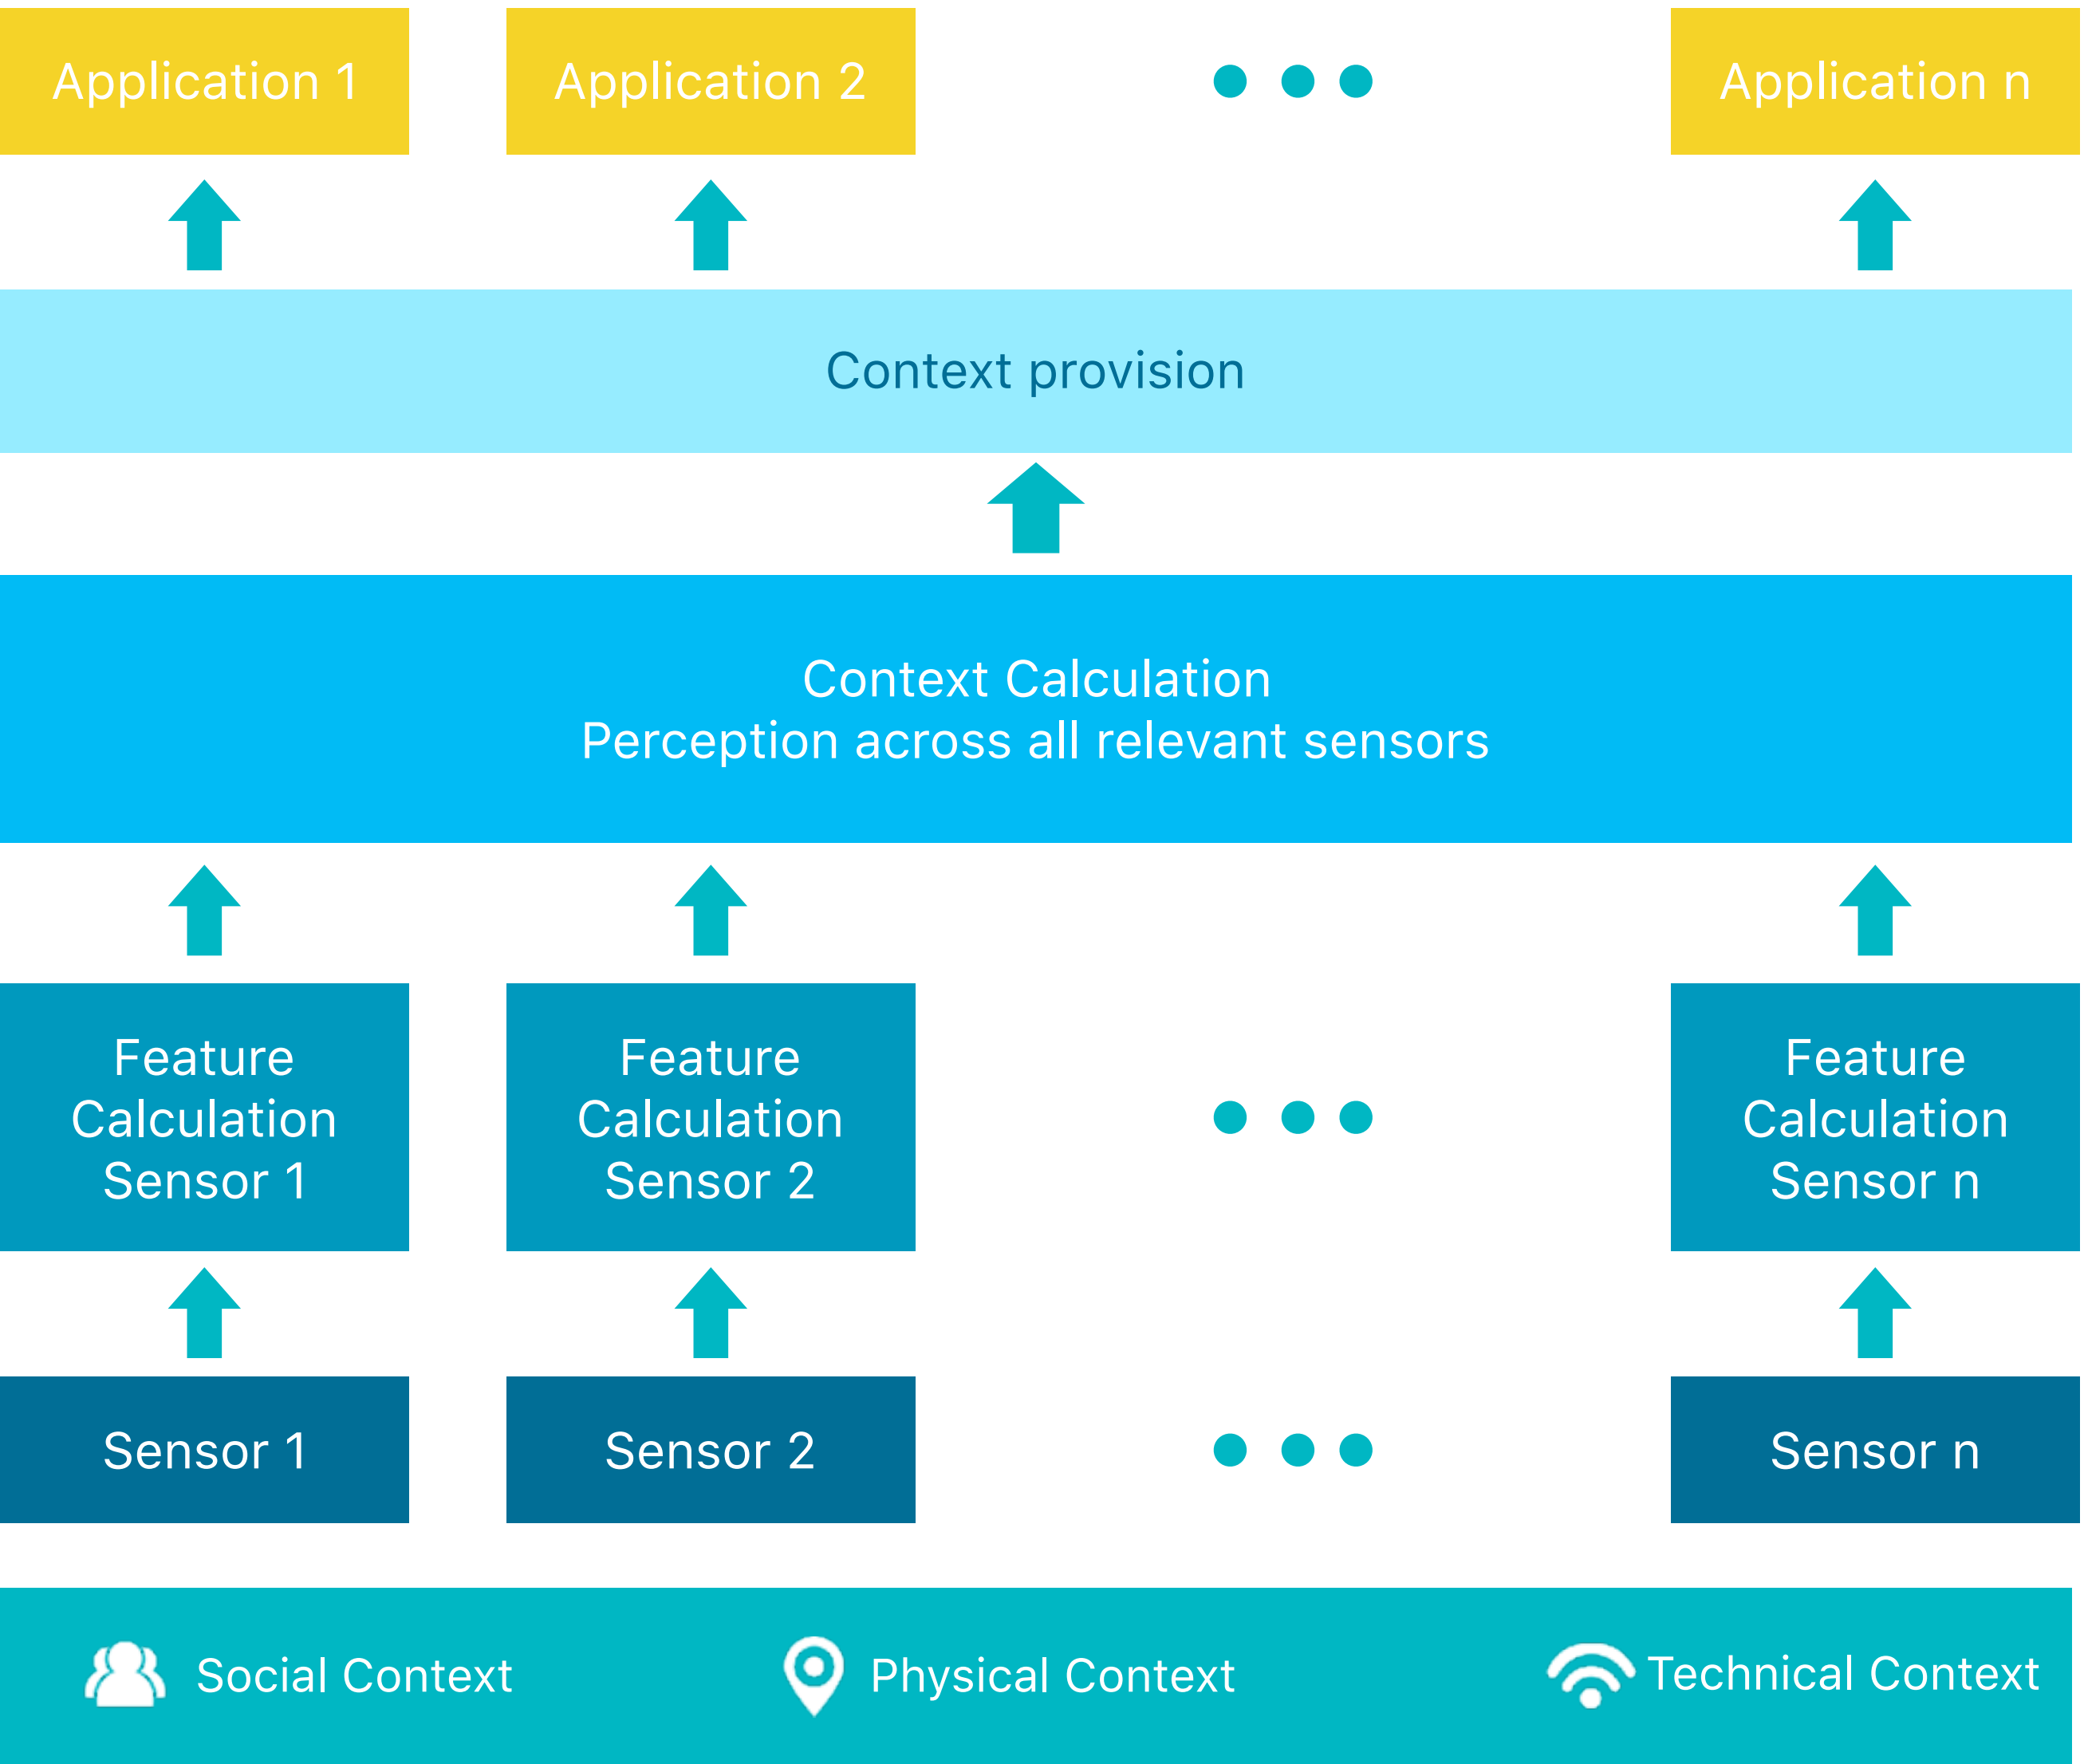 Application 1
Application 2
Application n
Context provision
Context Calculation
Perception across all relevant sensors
Feature
Calculation
Sensor 1
Feature
Calculation
Sensor 2
Feature
Calculation
Sensor n
Sensor 1
Sensor 2
Sensor n
Social Context
Physical Context
Technical Context